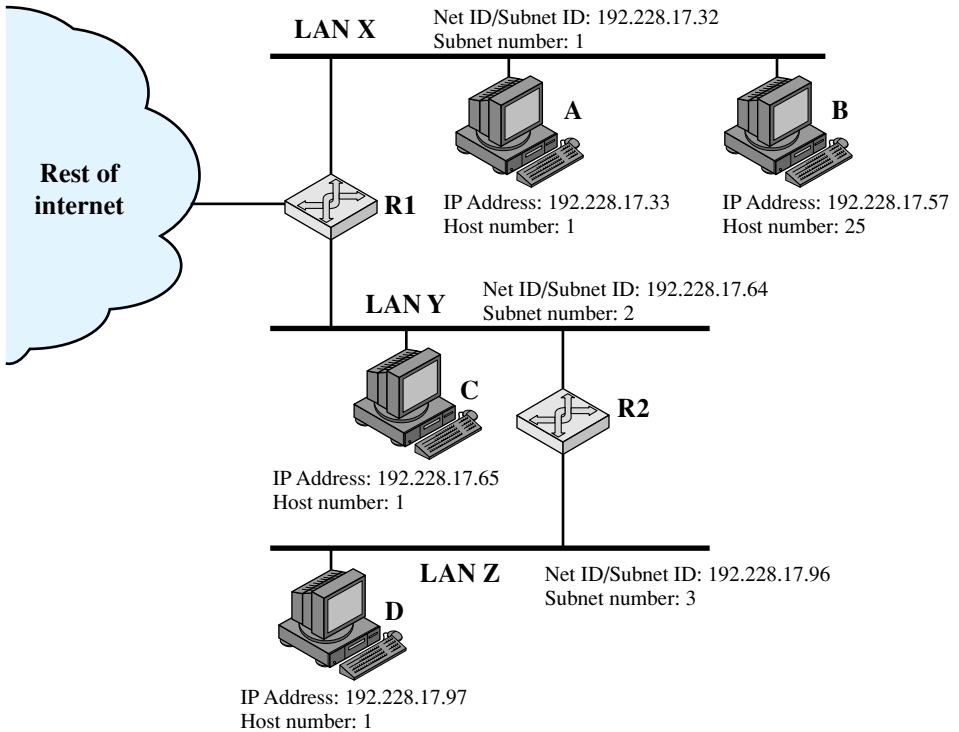 LAN X
Net ID/Subnet ID: 192.228.17.32
Subnet number: 1
A
B
Rest of
internet
R1
IP Address: 192.228.17.33
Host number: 1
IP Address: 192.228.17.57
Host number: 25
LAN Y
Net ID/Subnet ID: 192.228.17.64
Subnet number: 2
C
R2
IP Address: 192.228.17.65
Host number: 1
LAN Z
Net ID/Subnet ID: 192.228.17.96
Subnet number: 3
D
IP Address: 192.228.17.97
Host number: 1